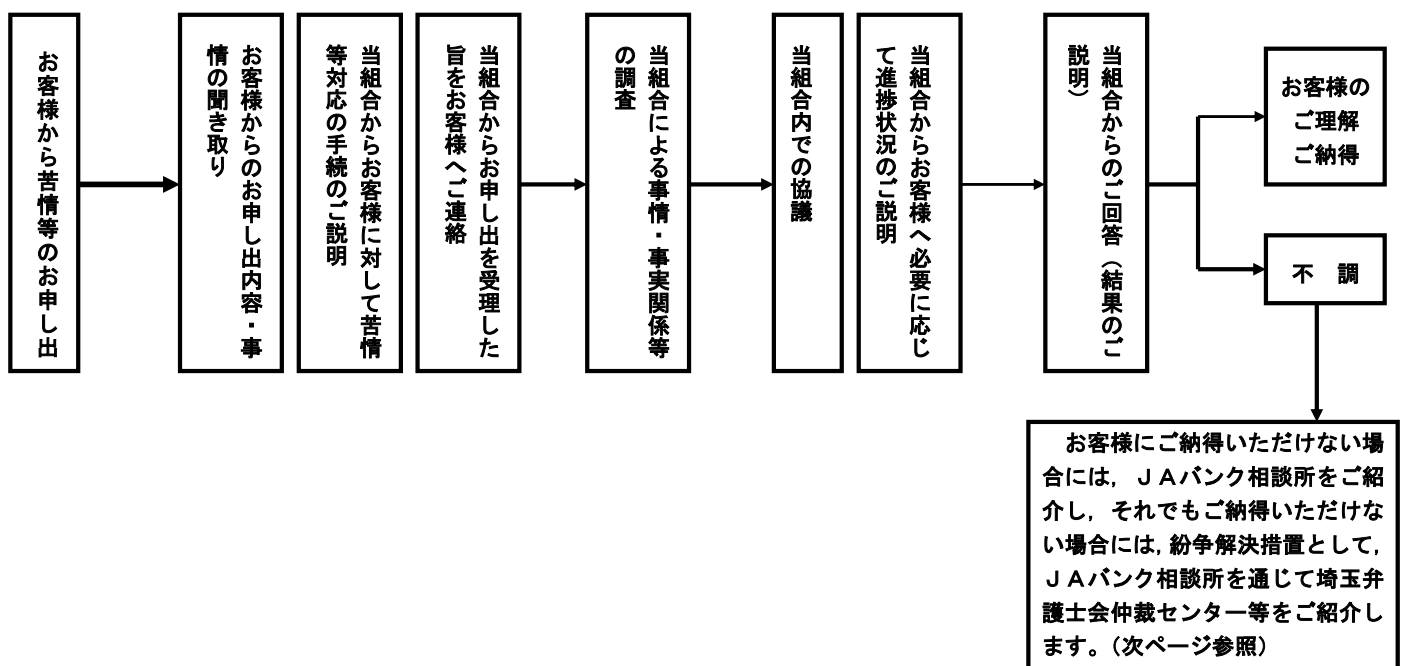 お客様から苦情等のお申し出
お客様からのお申し出内容・事
情の聞き取り
当組合からお客様に対して苦情
等対応の手続のご説明
当組合からお申し出を受理した
旨をお客様へご連絡
当組合による事情・事実関係等
の調査
当組合内での協議
当組合からお客様へ必要に応じ
て進捗状況のご説明
当組合からのご回答（結果のご
説明）
お客様の
ご理解
ご納得
不　調
　お客様にご納得いただけない場
合には，ＪＡバンク相談所をご紹
介し，それでもご納得いただけな
い場合には，紛争解決措置として，
ＪＡバンク相談所を通じて埼玉弁
護士会仲裁センター等をご紹介し
ます。（次ページ参照）